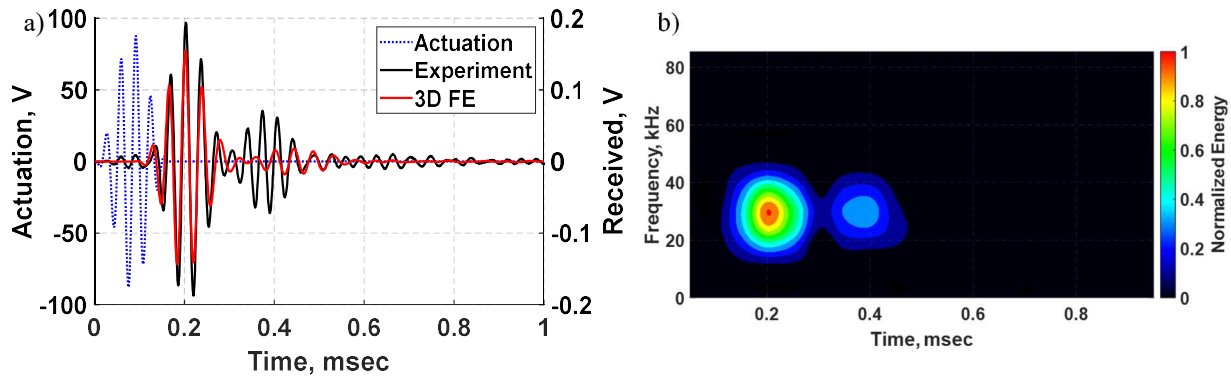 a)
100
50
0
-50
-100
Actuation, V
0
0.2
0.4
0.6
0.8
1
Time, msec
0.2
0.1
0
-0.1
-0.2
Received, V
Actuation
Experiment
3D FE
b)
80
60
40
20
0
Frequency, kHz
0.2
0.4
0.6
0.8
Time, msec
1
0.8
0.6
0.4
0.2
0
Normalized Energy